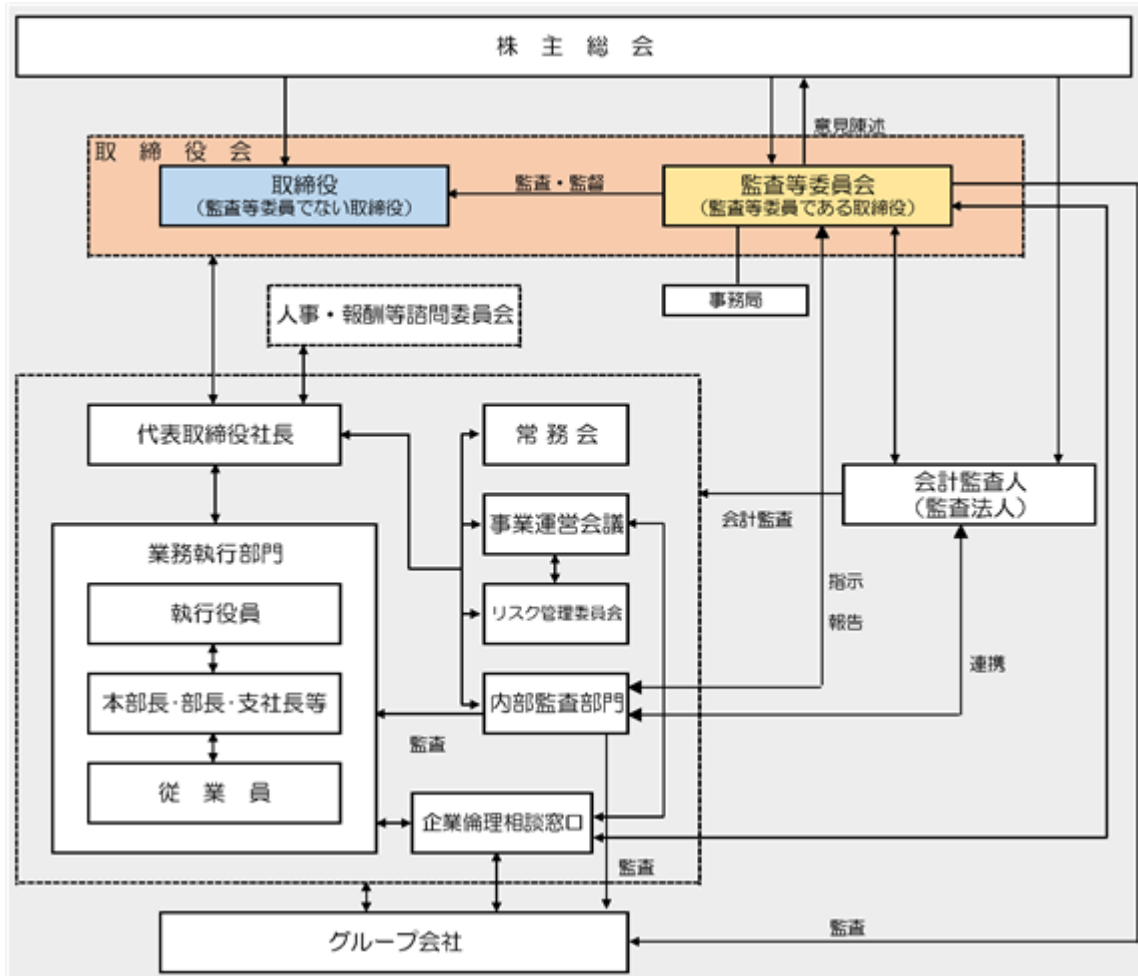 株 主 総 会
意見陳述
取 締 役 会
取締役
（監査等委員でない取締役）
監査・監督
監査等委員会
（監査等委員である取締役）
事務局
人事・報酬等諮問委員会
代表取締役社長
常 務 会
会計監査人
（監査法人）
会計監査
事業運営会議
業務執行部門
執行役員
リスク管理委員会
指示
報告
連携
本部長・部長・支社長等
内部監査部門
監査
従 業 員
企業倫理相談窓口
監査
グループ会社
監査